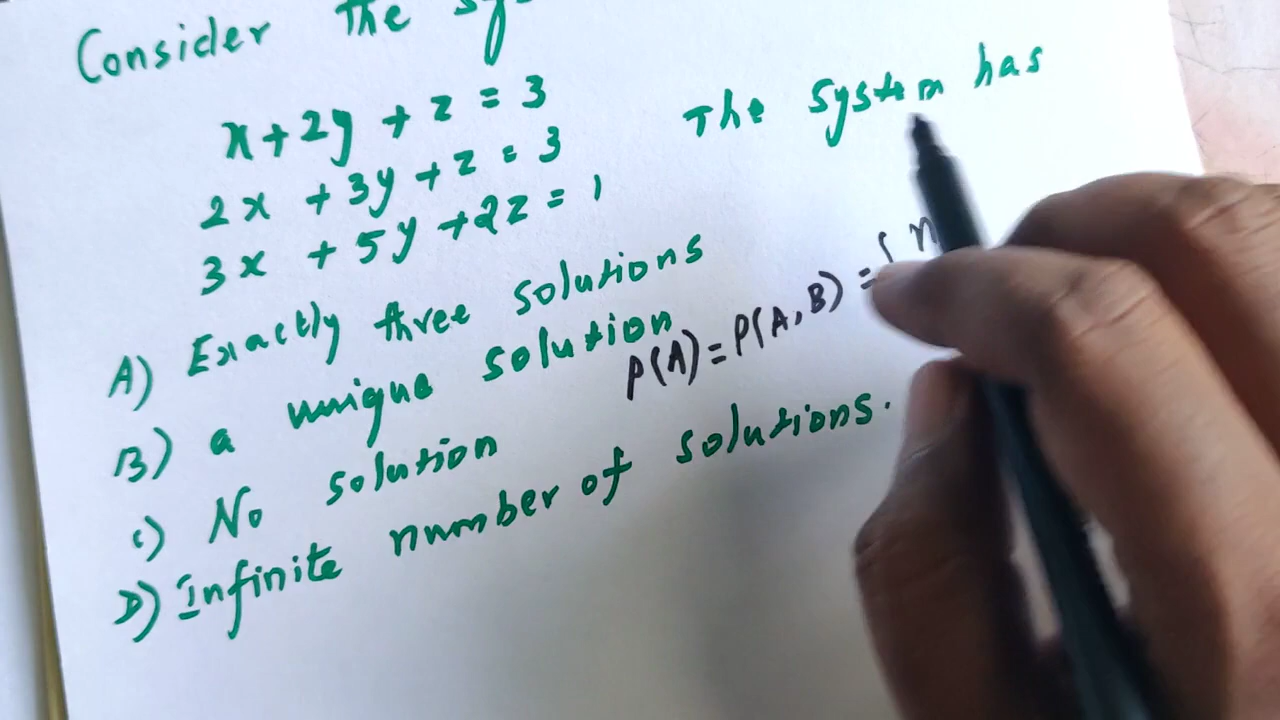 Consider the
x + 2y + z = 3
2x + 3y + z = 3
3x + 5y + 2z = 1
The system has
A) Exactly three solutions
B) a unique solution
P(A) = P(A, B) =
C) No solution
D) Infinite number of solutions.